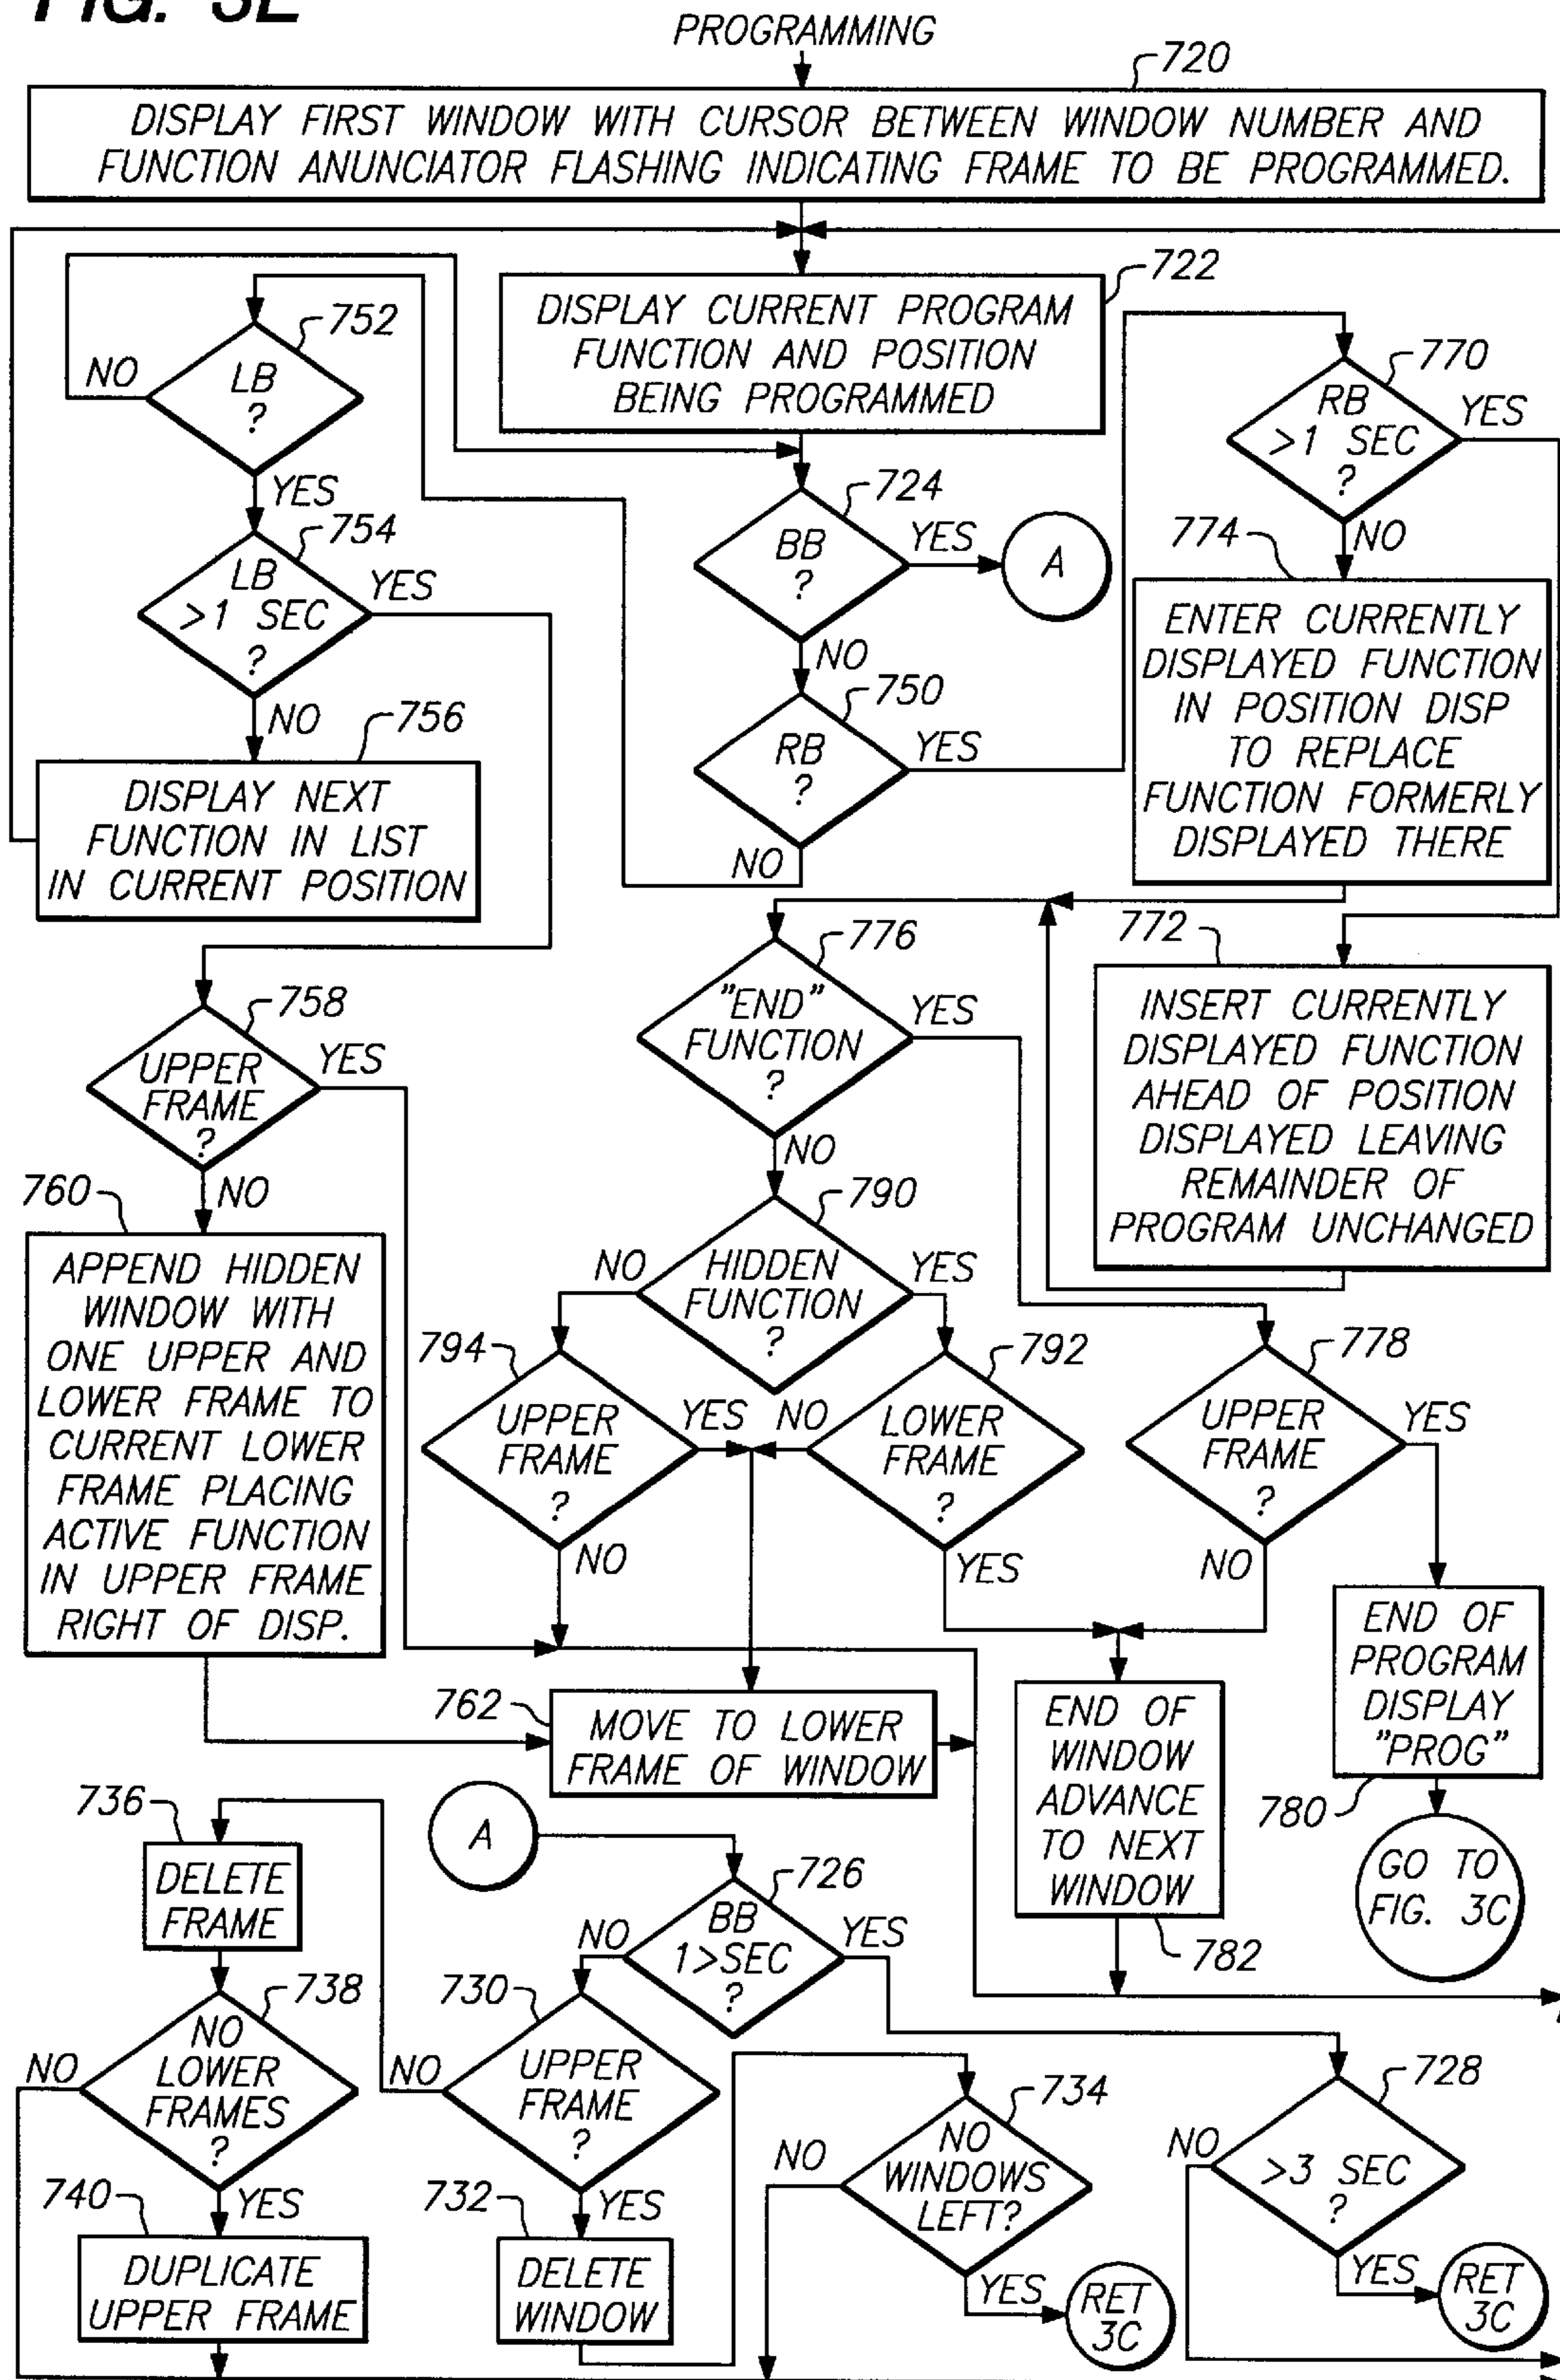 FIG. 3E
PROGRAMMING
720
DISPLAY FIRST WINDOW WITH CURSOR BETWEEN WINDOW NUMBER AND
FUNCTION ANUNCIATOR FLASHING INDICATING FRAME TO BE PROGRAMMED.
722
DISPLAY CURRENT PROGRAM
FUNCTION AND POSITION
BEING PROGRAMMED
752
LB
?
NO
YES
754
LB
>1 SEC
?
YES
NO
756
DISPLAY NEXT
FUNCTION IN LIST
IN CURRENT POSITION
724
BB
?
YES
A
NO
750
RB
?
YES
NO
770
RB
>1 SEC
?
YES
NO
774
ENTER CURRENTLY
DISPLAYED FUNCTION
IN POSITION DISP
TO REPLACE
FUNCTION FORMERLY
DISPLAYED THERE
772
INSERT CURRENTLY
DISPLAYED FUNCTION
AHEAD OF POSITION
DISPLAYED LEAVING
REMAINDER OF
PROGRAM UNCHANGED
776
"END"
FUNCTION
?
YES
NO
758
UPPER
FRAME
?
YES
NO
760
APPEND HIDDEN
WINDOW WITH
ONE UPPER AND
LOWER FRAME TO
CURRENT LOWER
FRAME PLACING
ACTIVE FUNCTION
IN UPPER FRAME
RIGHT OF DISP.
790
HIDDEN
FUNCTION
?
NO
YES
794
UPPER
FRAME
?
YES
NO
792
LOWER
FRAME
?
NO
YES
778
UPPER
FRAME
?
YES
NO
762
MOVE TO LOWER
FRAME OF WINDOW
END OF
WINDOW
ADVANCE
TO NEXT
WINDOW
782
END OF
PROGRAM
DISPLAY
"PROG"
780
GO TO
FIG. 3C
A
726
BB
1>SEC
?
NO
YES
736
DELETE
FRAME
738
NO
LOWER
FRAMES
?
NO
YES
740
DUPLICATE
UPPER FRAME
730
UPPER
FRAME
?
NO
YES
732
DELETE
WINDOW
734
NO
WINDOWS
LEFT?
NO
YES
RET
3C
728
>3 SEC
?
NO
YES
RET
3C